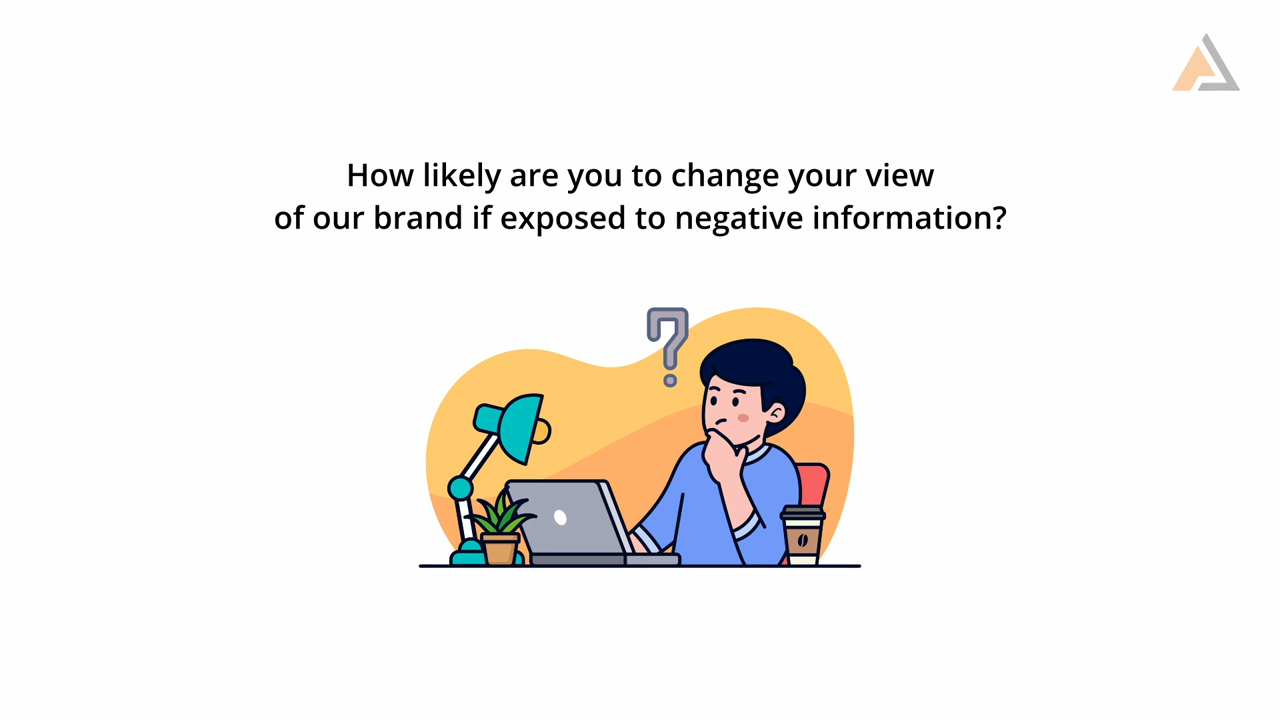 How likely are you to change your view
of our brand if exposed to negative information?